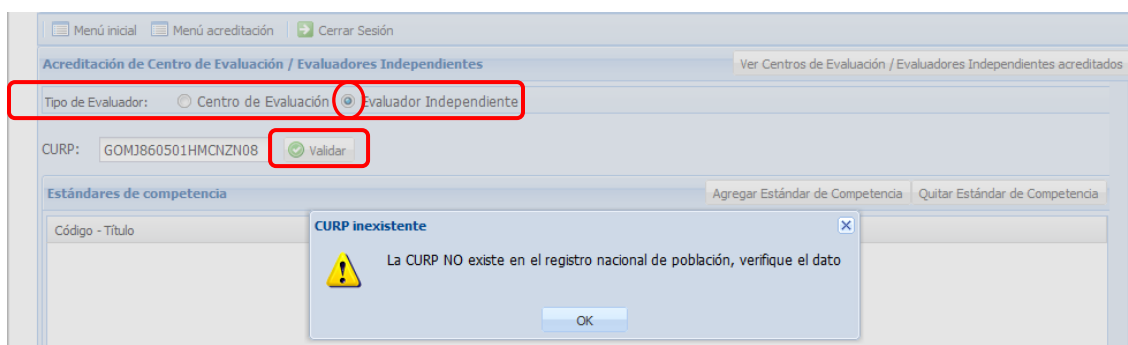 Menú inicial Menú acreditación Cerrar Sesión
Acreditación de Centro de Evaluación / Evaluadores Independientes Ver Centros de Evaluación / Evaluadores Independientes acreditados
Tipo de Evaluador: Centro de Evaluación Evaluador Independiente
CURP: GOMJ860501HMCNZN08 Validar
Estándares de competencia Agregar Estándar de Competencia Quitar Estándar de Competencia
Código - Título
CURP inexistente
La CURP NO existe en el registro nacional de población, verifique el dato
OK